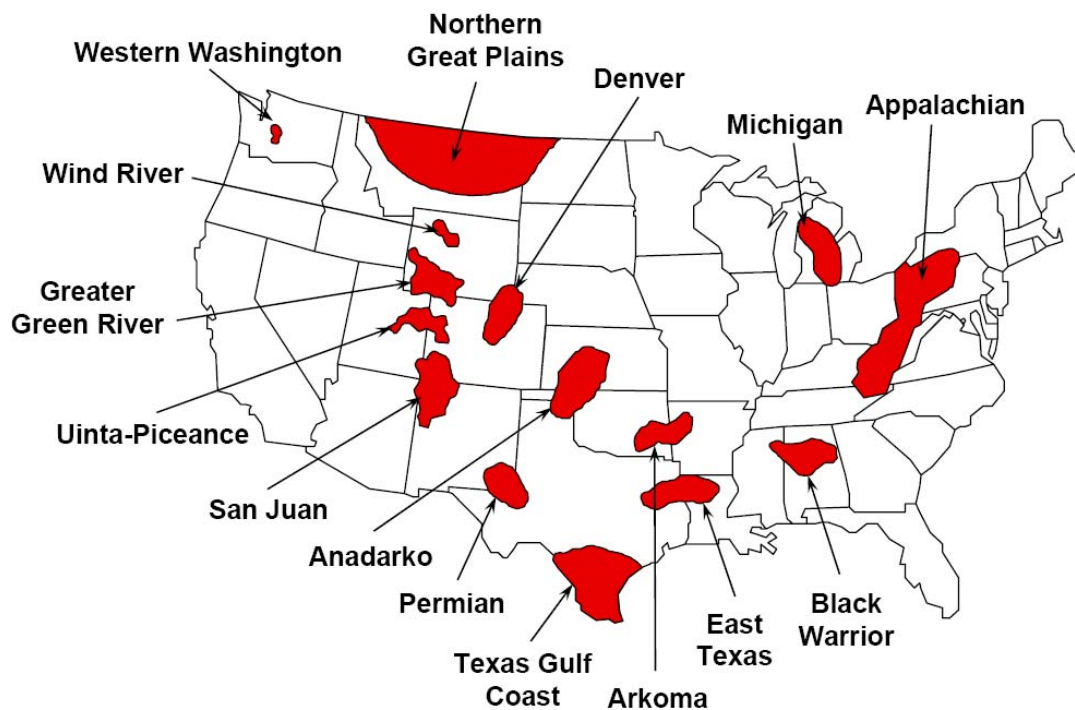 Northern
Great Plains
Western Washington
Denver
Appalachian
Michigan
Wind River
Greater
Green River
Uinta-Piceance
San Juan
Anadarko
Permian
Texas Gulf
Coast
Arkoma
East
Texas
Black
Warrior